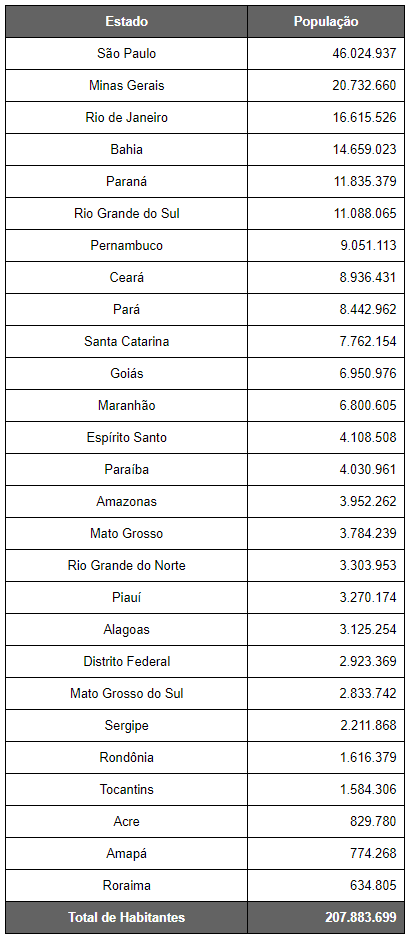 Estado População
São Paulo 46.024.937
Minas Gerais 20.732.660
Rio de Janeiro 16.615.526
Bahia 14.659.023
Paraná 11.835.379
Rio Grande do Sul 11.088.065
Pernambuco 9.051.113
Ceará 8.936.431
Pará 8.442.962
Santa Catarina 7.762.154
Goiás 6.950.976
Maranhão 6.800.605
Espírito Santo 4.108.508
Paraíba 4.030.961
Amazonas 3.952.262
Mato Grosso 3.784.239
Rio Grande do Norte 3.303.953
Piauí 3.270.174
Alagoas 3.125.254
Distrito Federal 2.923.369
Mato Grosso do Sul 2.833.742
Sergipe 2.211.868
Rondônia 1.616.379
Tocantins 1.584.306
Acre 829.780
Amapá 774.268
Roraima 634.805
Total de Habitantes 207.883.699